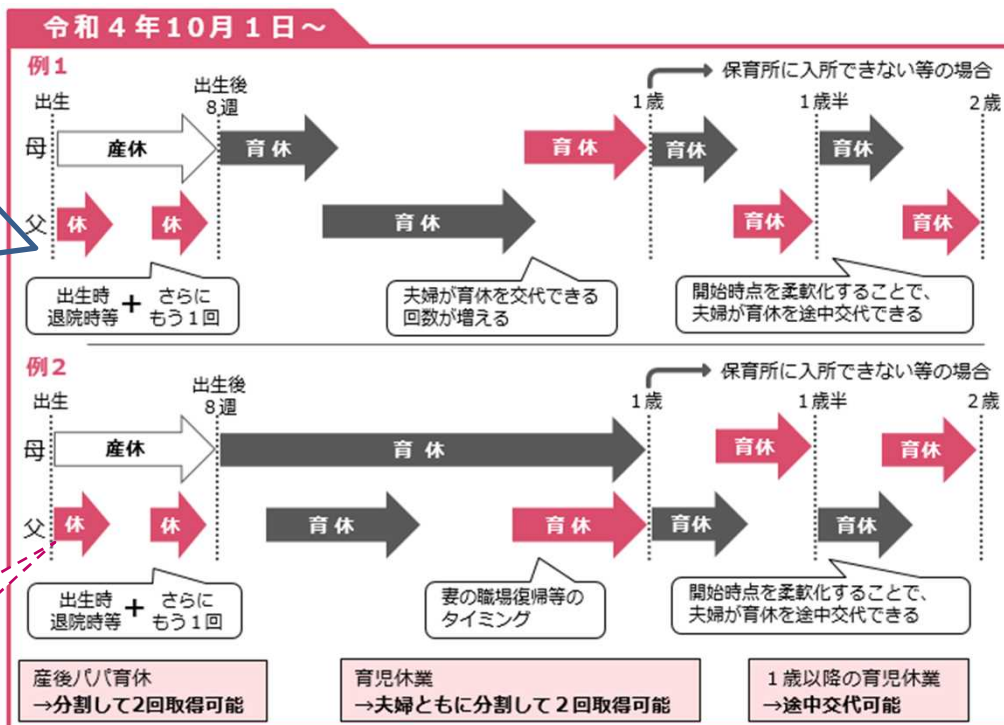 令和４年10月１日～
例１
保育所に入所できない等の場合
出生
出生後
８週
１歳
１歳半
２歳
母
産休
育休
育休
育休
育休
父
休
休
育休
育休
育休
出生時
退院時等
＋
さらに
もう１回
夫婦が育休を交代できる
回数が増える
開始時点を柔軟化することで、
夫婦が育休を途中交代できる
例２
保育所に入所できない等の場合
出生
出生後
８週
１歳
１歳半
２歳
母
産休
育休
育休
育休
父
休
休
育休
育休
育休
育休
出生時
退院時等
＋
さらに
もう１回
妻の職場復帰等の
タイミング
開始時点を柔軟化することで、
夫婦が育休を途中交代できる
産後パパ育休
→分割して2回取得可能
育児休業
→夫婦ともに分割して２回取得可能
１歳以降の育児休業
→途中交代可能